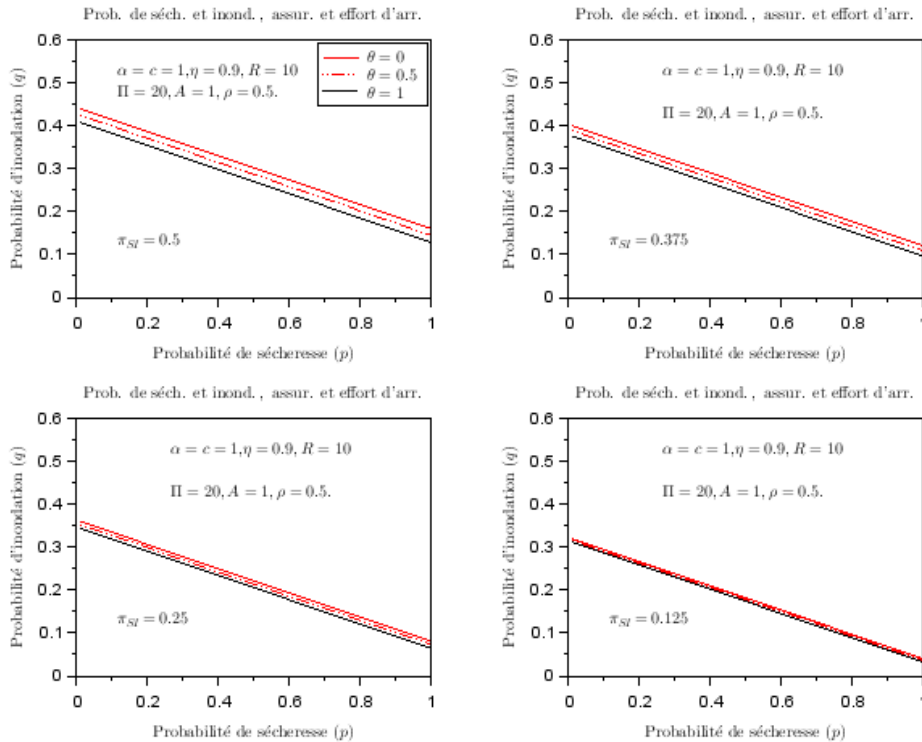 Prob. de séch. et inond. , assur. et effort d'arr.
Probabilité d'inondation (q)
0.6
0.5
0.4
0.3
0.2
0.1
0
α = c = 1,η = 0.9, R = 10
Π = 20, A = 1, ρ = 0.5.
θ = 0
θ = 0.5
θ = 1
π_{SI} = 0.5
0 0.2 0.4 0.6 0.8 1
Probabilité de sécheresse (p)
Prob. de séch. et inond. , assur. et effort d'arr.
Probabilité d'inondation (q)
0.6
0.5
0.4
0.3
0.2
0.1
0
α = c = 1,η = 0.9, R = 10
Π = 20, A = 1, ρ = 0.5.
π_{SI} = 0.375
0 0.2 0.4 0.6 0.8 1
Probabilité de sécheresse (p)
Prob. de séch. et inond. , assur. et effort d'arr.
Probabilité d'inondation (q)
0.6
0.5
0.4
0.3
0.2
0.1
0
α = c = 1,η = 0.9, R = 10
Π = 20, A = 1, ρ = 0.5.
π_{SI} = 0.25
0 0.2 0.4 0.6 0.8 1
Probabilité de sécheresse (p)
Prob. de séch. et inond. , assur. et effort d'arr.
Probabilité d'inondation (q)
0.6
0.5
0.4
0.3
0.2
0.1
0
α = c = 1,η = 0.9, R = 10
Π = 20, A = 1, ρ = 0.5.
π_{SI} = 0.125
0 0.2 0.4 0.6 0.8 1
Probabilité de sécheresse (p)